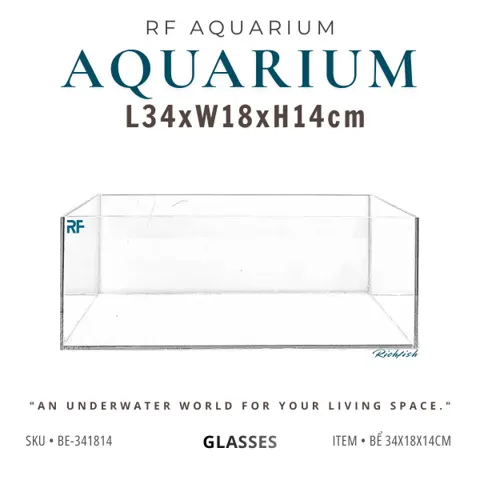 RF AQUARIUM
AQUARIUM
L34xW18xH14cm
RF
Richfish
"AN UNDERWATER WORLD FOR YOUR LIVING SPACE."
SKU • BE-341814
GLASSES
ITEM • BỂ 34X18X14CM